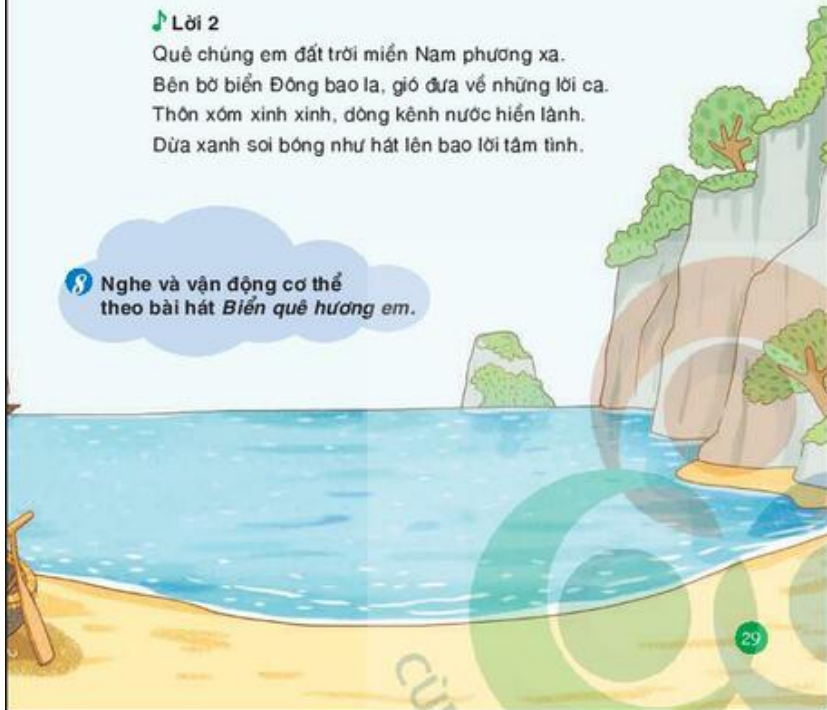 Lời 2
Quê chúng em đất trời miền Nam phương xa.
Bên bờ biển Đông bao la, gió đưa về những lời ca.
Thôn xóm xinh xinh, dòng kênh nước hiền lành.
Dừa xanh soi bóng như hát lên bao lời tâm tình.
8 Nghe và vận động cơ thể
theo bài hát Biển quê hương em.
29